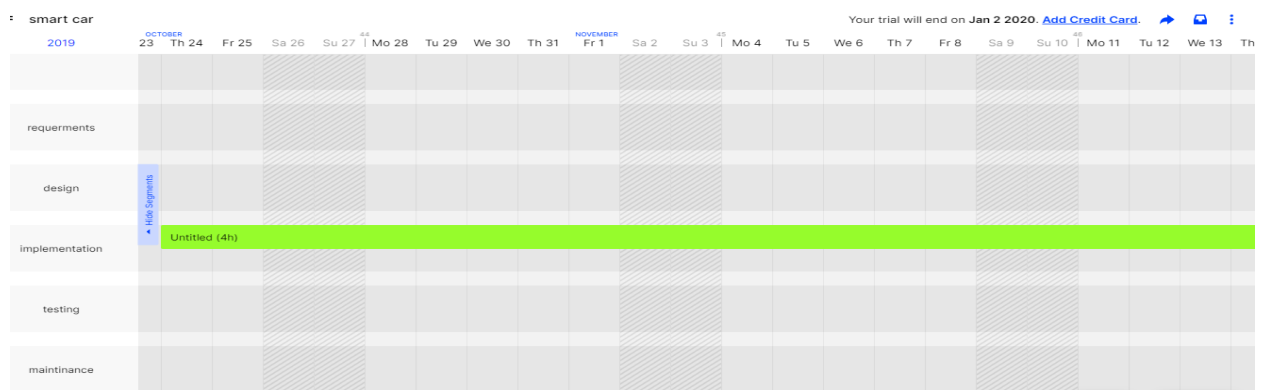 smart car
Your trial will end on Jan 2 2020. Add Credit Card.
OCTOBER
44
NOVEMBER
45
46
2019 23 Th 24 Fr 25 Sa 26 Su 27 Mo 28 Tu 29 We 30 Th 31 Fr 1 Sa 2 Su 3 Mo 4 Tu 5 We 6 Th 7 Fr 8 Sa 9 Su 10 Mo 11 Tu 12 We 13 Th
requerments
design
Hide Segments
Untitled (4h)
implementation
testing
maintinance